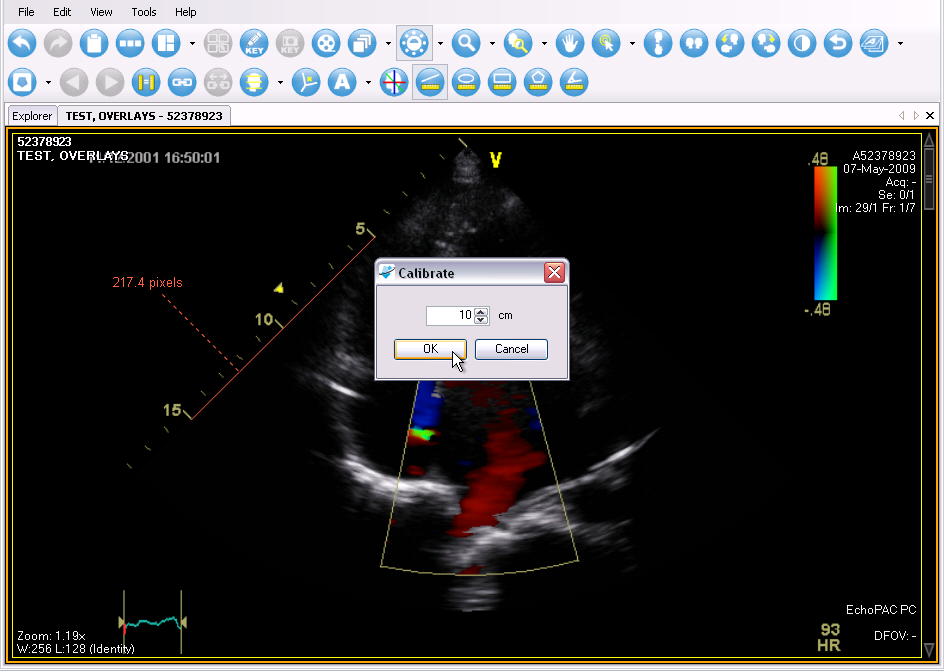 File Edit View Tools Help
KEY KEY
A
Explorer TEST, OVERLAYS - 52378923
52378923
TEST, OVERLAYS
2001 16:50:01
V
.48
A52378923
07-May-2009
Acq: -
Se: 0/1
Im: 29/1 Fr: 1/7
5
217.4 pixels
10
15
-.48
Calibrate
10 cm
OK Cancel
EchoPAC PC
93
HR
DFOV: -
Zoom: 1.19x
W:256 L:128 (Identity)